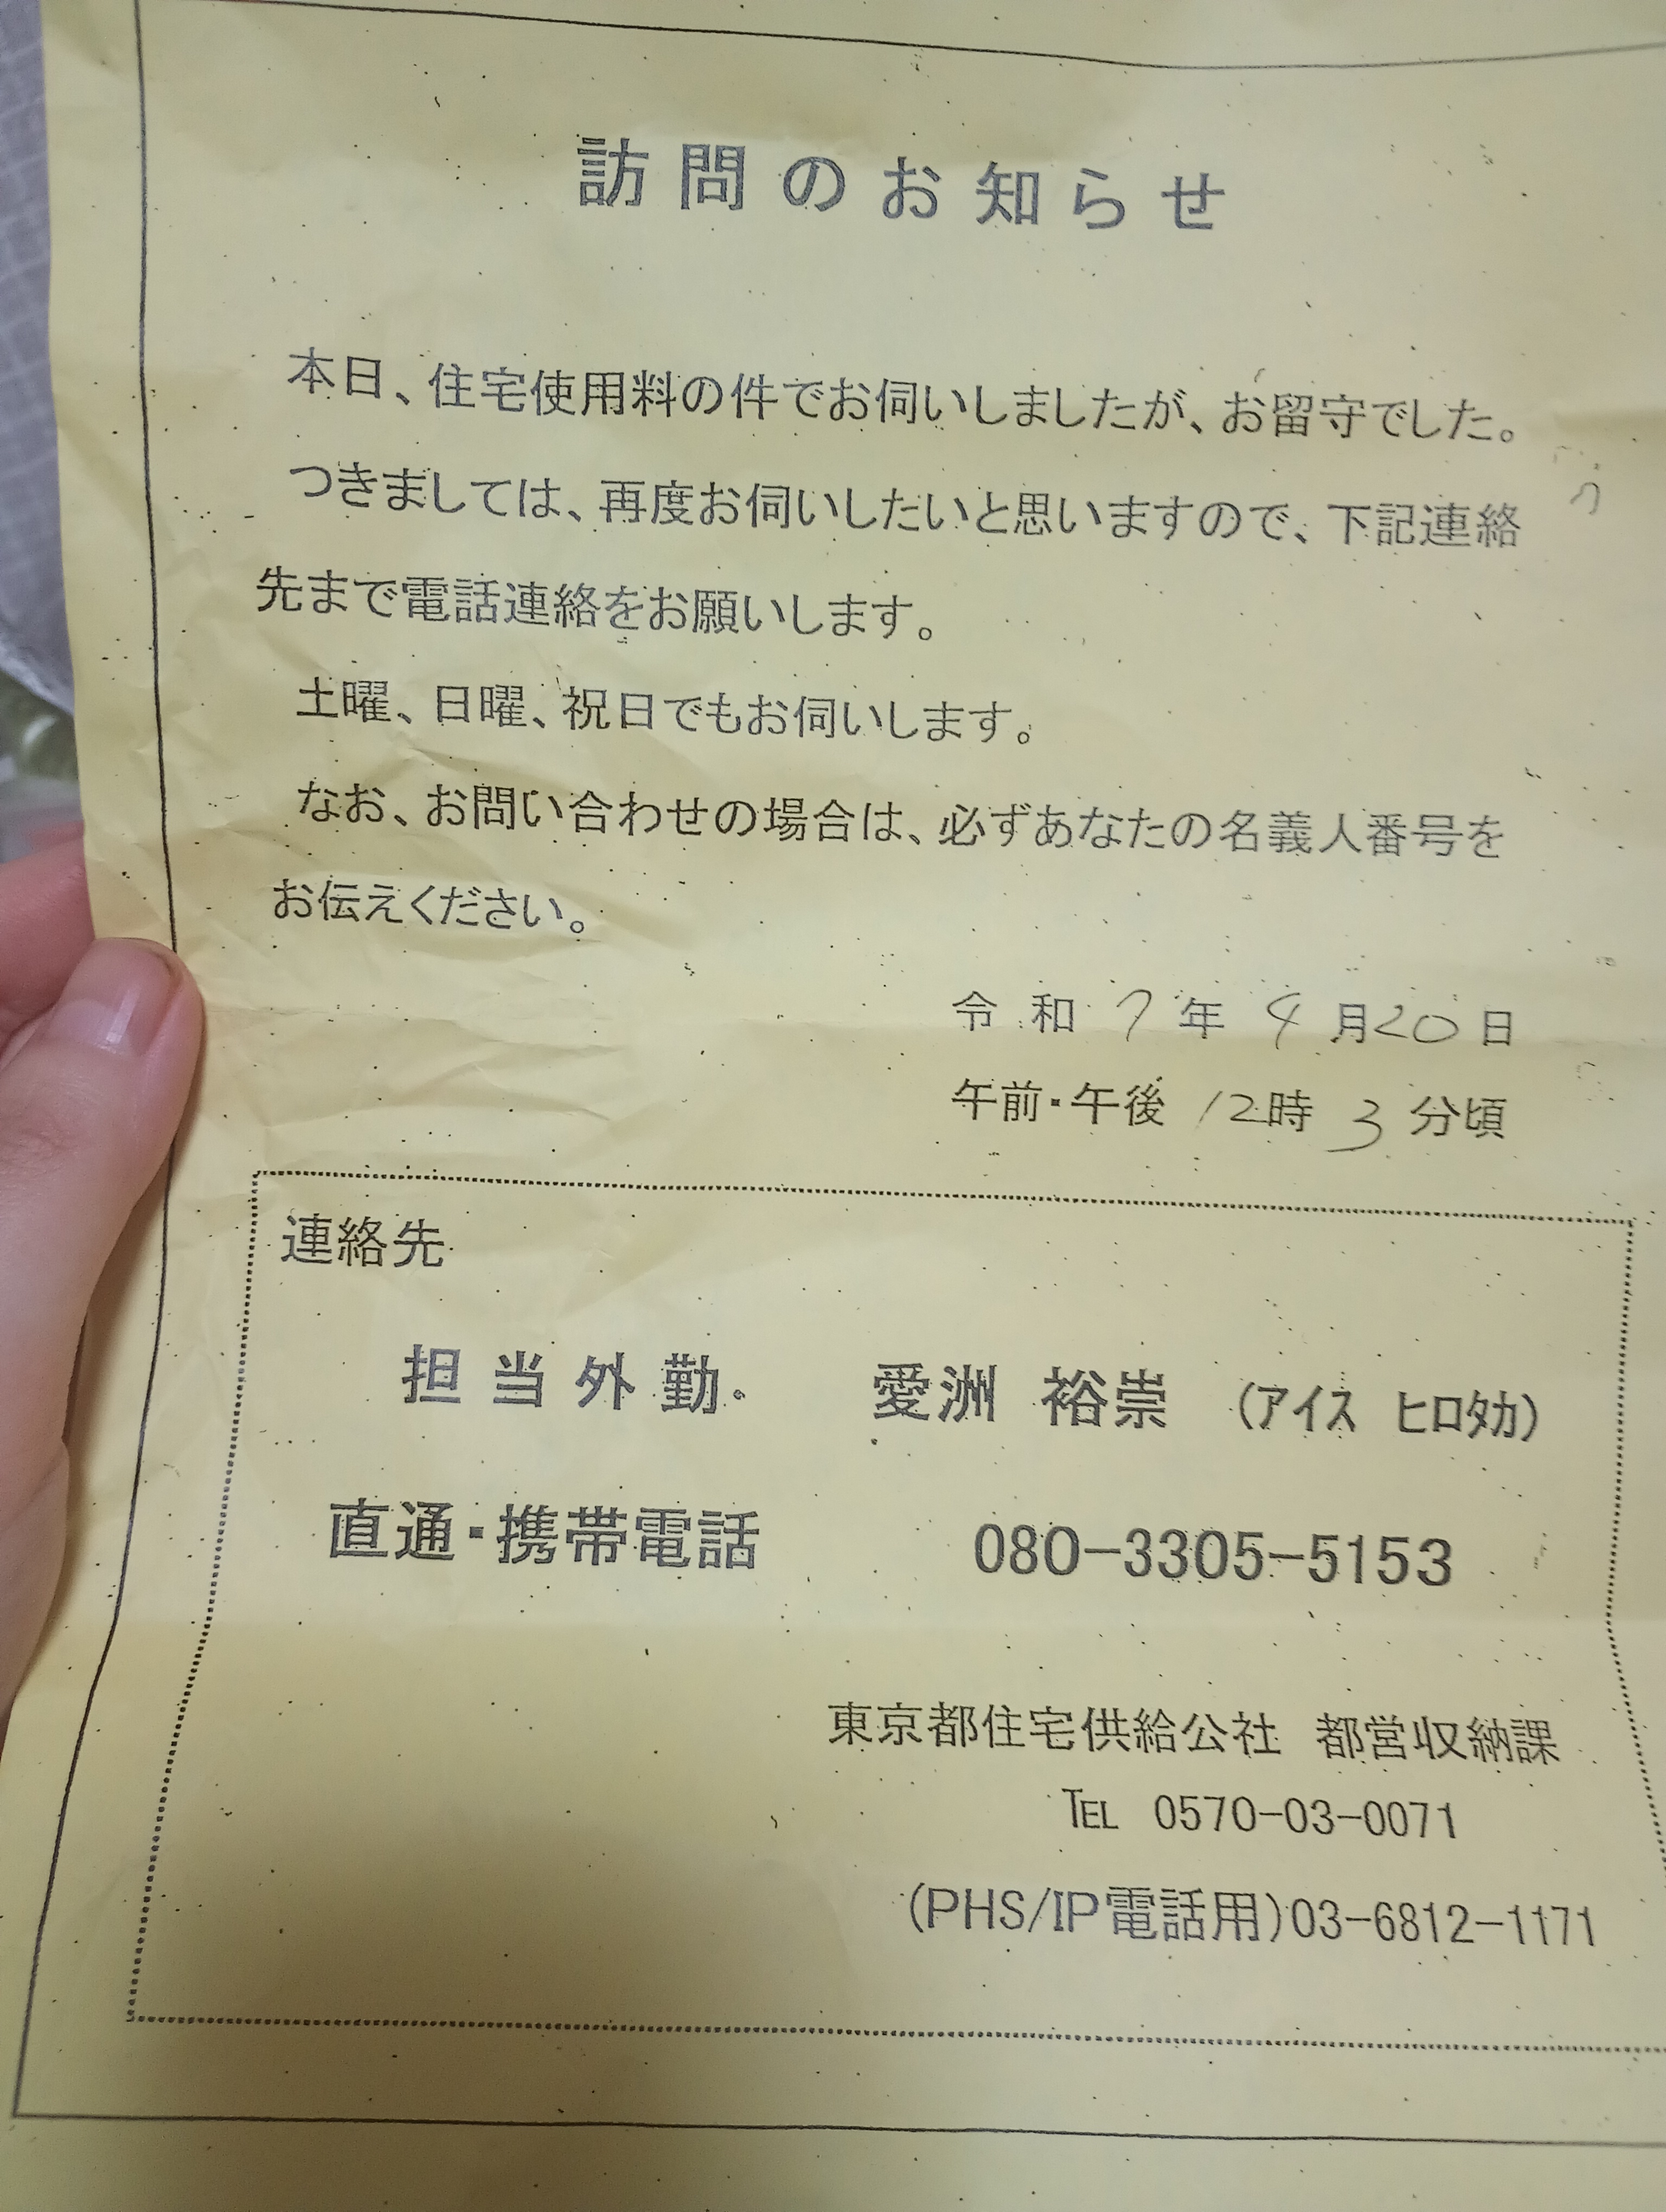 訪問のお知らせ
本日、住宅使用料の件でお伺いしましたが、お留守でした。
つきましては、再度お伺いしたいと思いますので、下記連絡
先まで電話連絡をお願いします。
土曜、日曜、祝日でもお伺いします。
なお、お問い合わせの場合は、必ずあなたの名義人番号を
お伝えください。
令和 7 年 4 月 20 日
午前・午後 12時 3 分頃
連絡先
担当外勤. 愛洲 裕崇 (アイス ヒロタカ)
直通・携帯電話 080-3305-5153
東京都住宅供給公社 都営収納課
TEL 0570-03-0071
(PHS/IP電話用)03-6812-1171